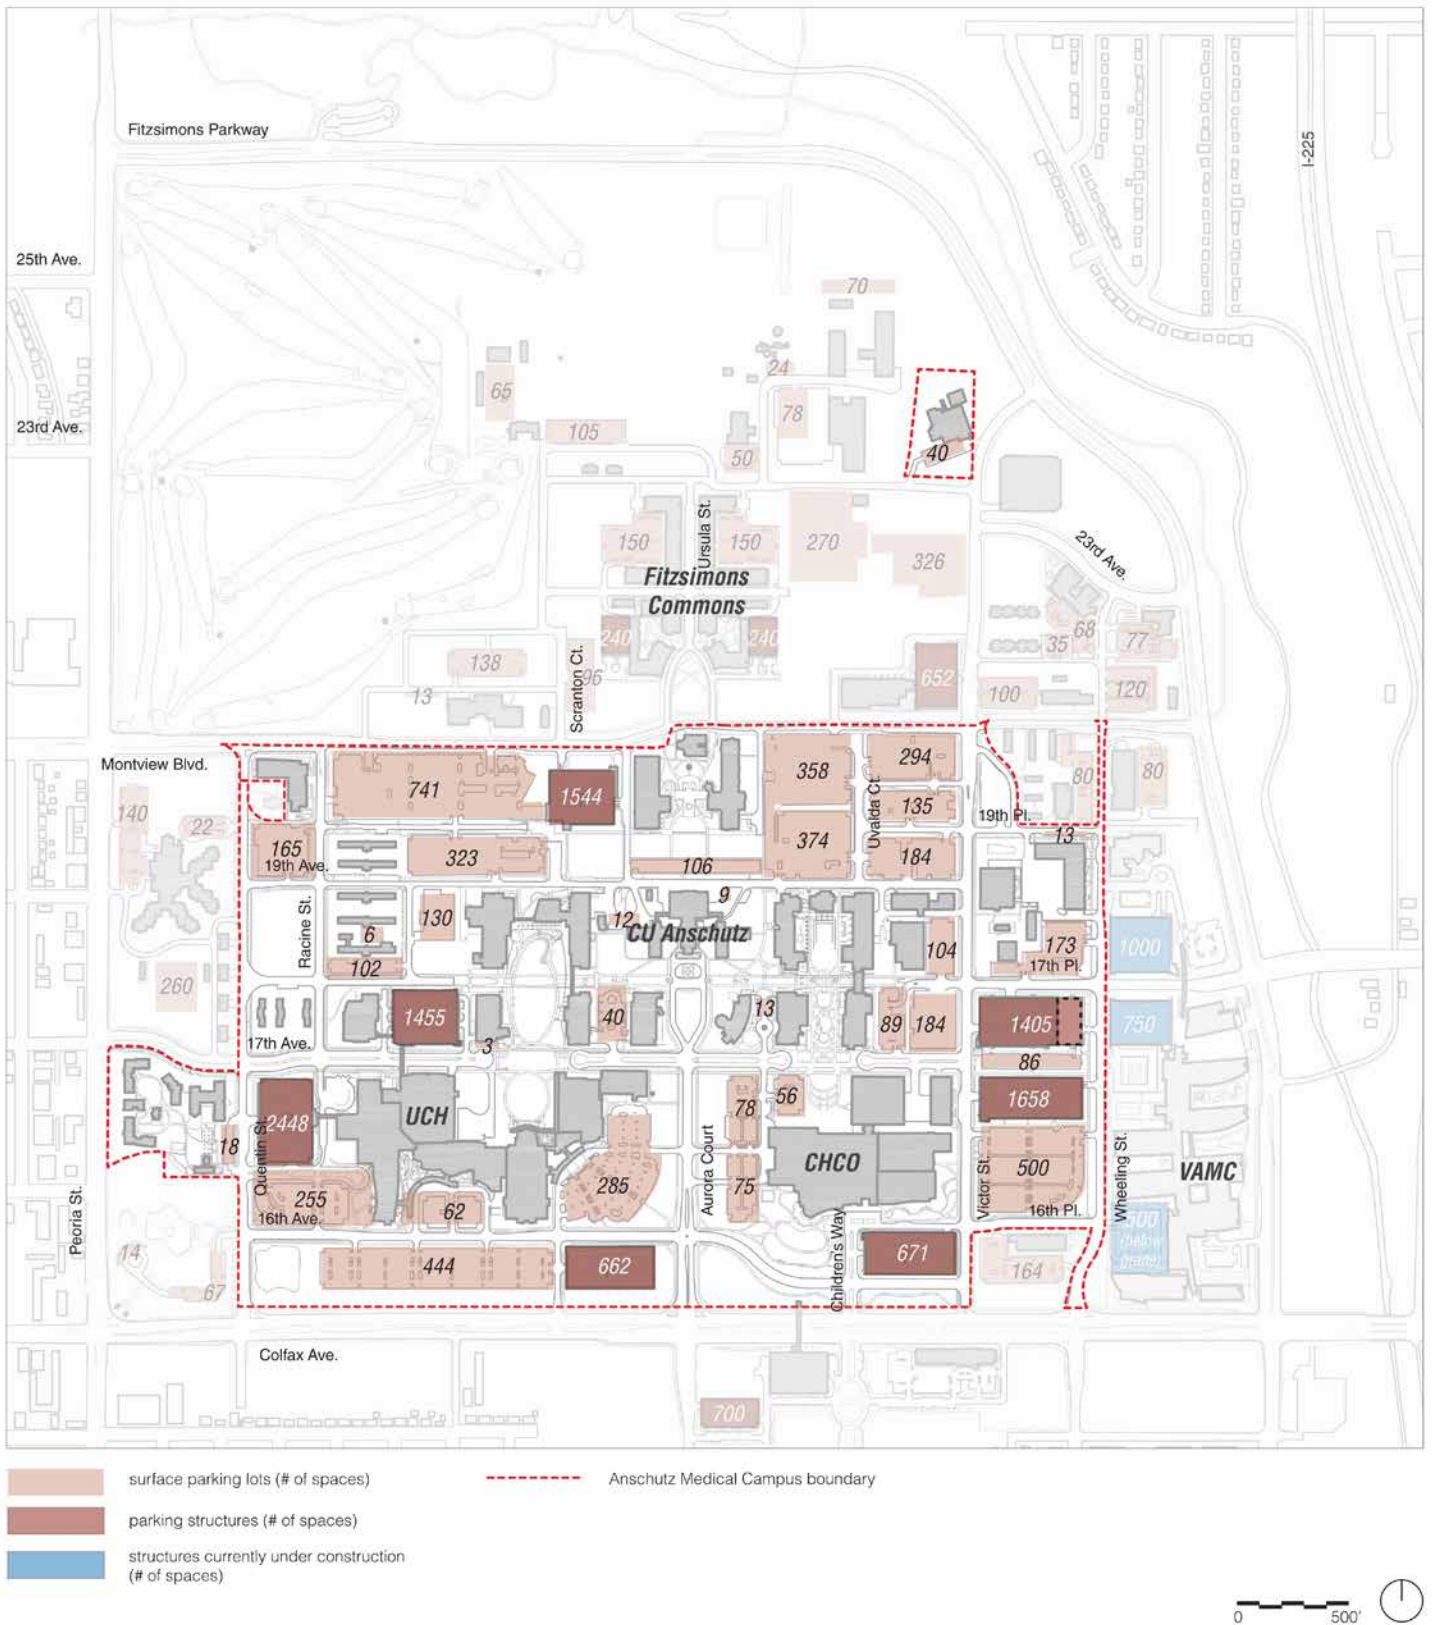 Fitzsimons Parkway
I-225
25th Ave.
70
24
65
78
23rd Ave.
105
50
40
Ursula St.
150
150
270
326
23rd Ave.
Fitzsimons
Commons
240
240
68
35
77
138
Scranton Ct.
96
652
13
100
120
Montview Blvd.
741
1544
358
294
80
80
140
22
Uvalda Ct.
135
19th Pl.
165
19th Ave.
323
106
374
184
13
9
130
12
CU Anschutz
Racine St.
6
102
104
173
17th Pl.
1000
260
1455
40
13
89
184
1405
750
17th Ave.
3
86
UCH
78
56
1658
2448
18
Quentin St.
Aurora Court
CHCO
Victor St.
500
Wheeling St.
VAMC
285
75
255
16th Ave.
62
16th Pl.
Peoria St.
14
67
444
662
Children's Way
671
164
500
(below
grade)
Colfax Ave.
700
surface parking lots (# of spaces)
Anschutz Medical Campus boundary
parking structures (# of spaces)
structures currently under construction
(# of spaces)
0 500'